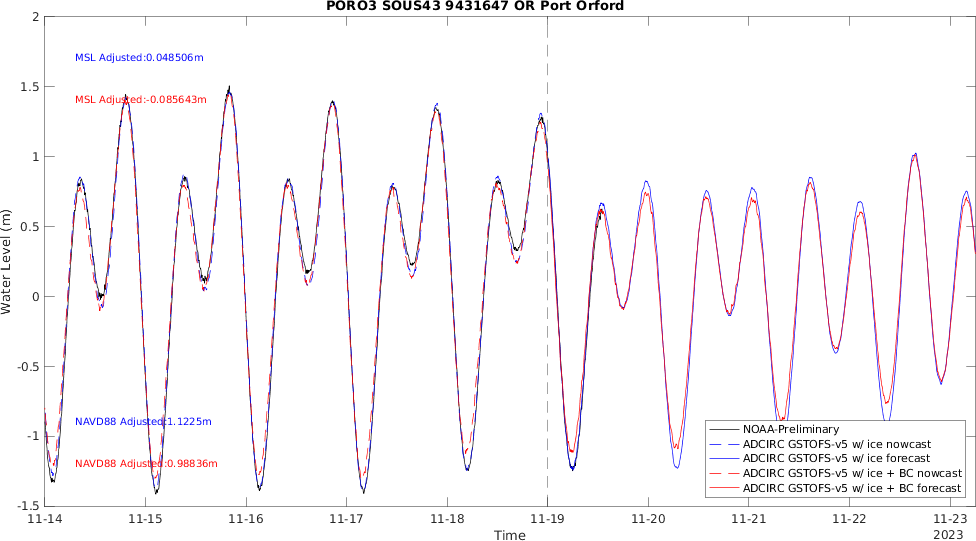 PORO3 SOUS43 9431647 OR Port Orford
2
1.5
1
0.5
0
-0.5
-1
-1.5
Water Level (m)
MSL Adjusted:0.048506m
MSL Adjusted:-0.085643m
NAVD88 Adjusted:1.1225m
NAVD88 Adjusted:0.98836m
NOAA-Preliminary
ADCIRC GSTOFS-v5 w/ ice nowcast
ADCIRC GSTOFS-v5 w/ ice forecast
ADCIRC GSTOFS-v5 w/ ice + BC nowcast
ADCIRC GSTOFS-v5 w/ ice + BC forecast
11-14 11-15 11-16 11-17 11-18 11-19 11-20 11-21 11-22 11-23
Time
2023